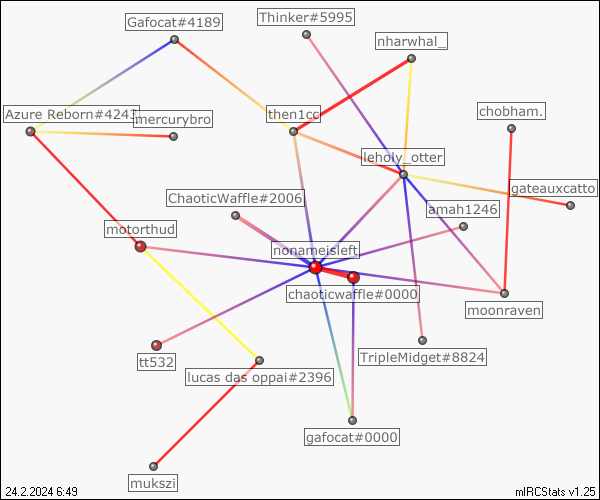 Thinker#5995
Gafocat#4189
nharwhal_
Azure Reborn#4243
mercurybro
then1cc
chobham.
leholy_otter
ChaoticWaffle#2006
gateauxcatto
amah1246
motorthud
nonameisleft
chaoticwaffle#0000
moonraven
tt532
TripleMidget#8824
lucas das oppai#2396
gafocat#0000
mukszi
24.2.2024 6:49
mIRCStats v1.25